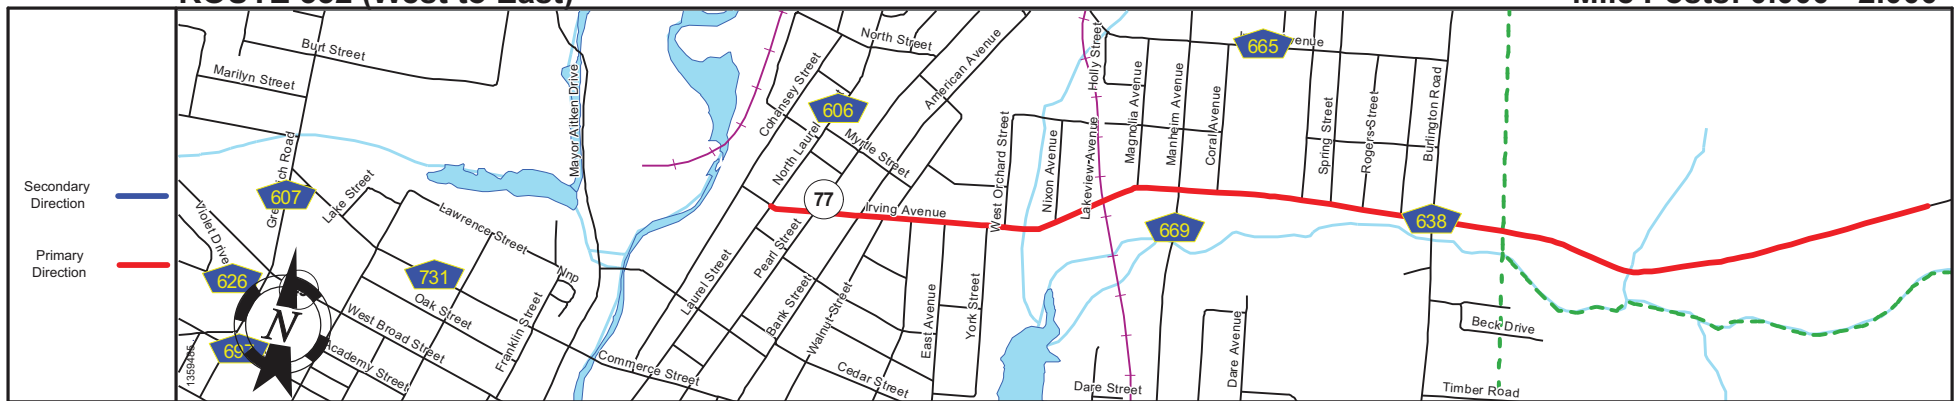 Burt Street
Marilyn Street
Mayor Aitken Drive
North Street
American Avenue
Cohansey Street
606
Myrtle Street
Holly Street
665
Magnolia Avenue
Manheim Avenue
Coral Avenue
Spring Street
Rogers Street
Burlington Road
Secondary
Direction
Primary
Direction
607
Lake Street
Violet Drive
626
731
Lawrence Street
Nnp
77
Irving Avenue
West Orchard Street
Nixon Avenue
Lakeview Avenue
669
638
N
697
1359485
Oak Street
West Broad Street
Academy Street
Franklin Street
Commerce Street
Laurel Street
Pearl Street
Bank Street
Walnut Street
East Avenue
York Street
Cedar Street
Dare Street
Dare Avenue
Beck Drive
Timber Road